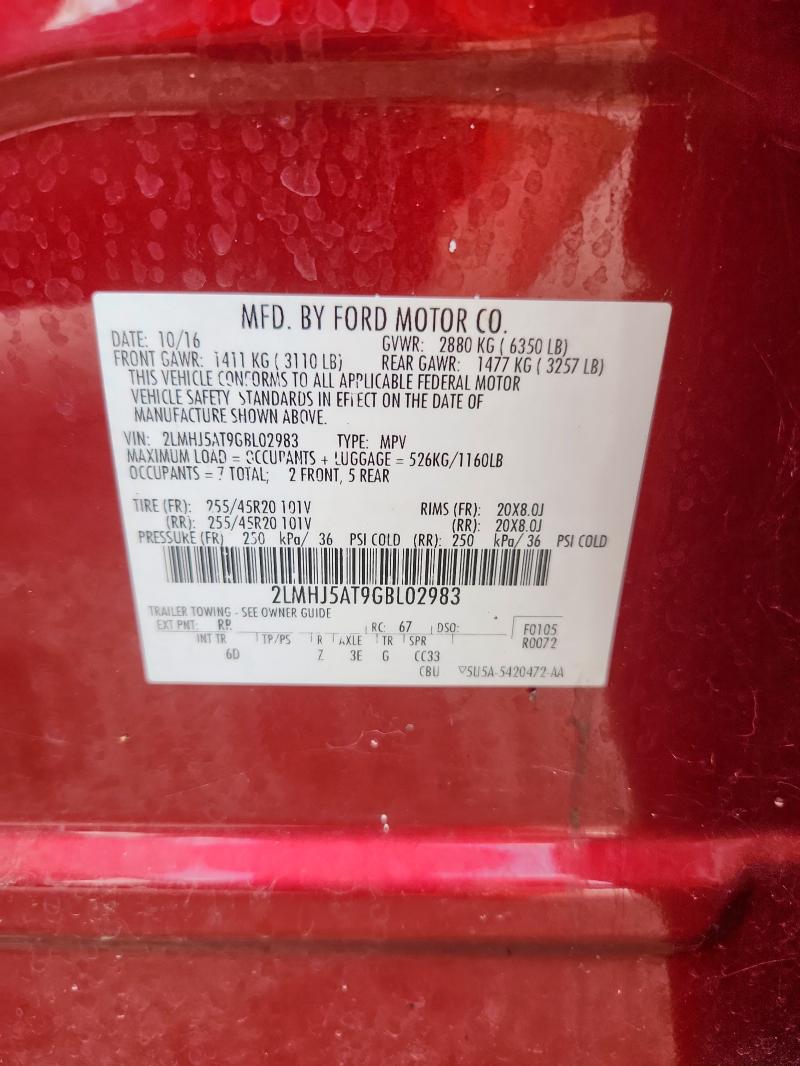 MFD. BY FORD MOTOR CO.
DATE: 10/16 GVWR: 2880 KG ( 6350 LB)
FRONT GAWR: 1411 KG ( 3110 LB) REAR GAWR: 1477 KG ( 3257 LB)
THIS VEHICLE CONFORMS TO ALL APPLICABLE FEDERAL MOTOR
VEHICLE SAFETY STANDARDS IN EFFECT ON THE DATE OF
MANUFACTURE SHOWN ABOVE.
VIN: 2LMHJ5AT9GBL02983 TYPE: MPV
MAXIMUM LOAD = OCCUPANTS + LUGGAGE = 526KG/1160LB
OCCUPANTS = 7 TOTAL; 2 FRONT, 5 REAR
TIRE (FR): 255/45R20 101V RIMS (FR): 20X8.0J
(RR): 255/45R20 101V (RR): 20X8.0J
PRESSURE (FR) 250 kPa/ 36 PSI COLD (RR): 250 kPa/ 36 PSI COLD
2LMHJ5AT9GBL02983
TRAILER TOWING - SEE OWNER GUIDE
EXT PNT: RR RC: 67 DSO: F0105
INT TR TP/PS R AXLE TR SPR R0072
6D Z 3E G CC33
CBU ▽5U5A-5420472-AA